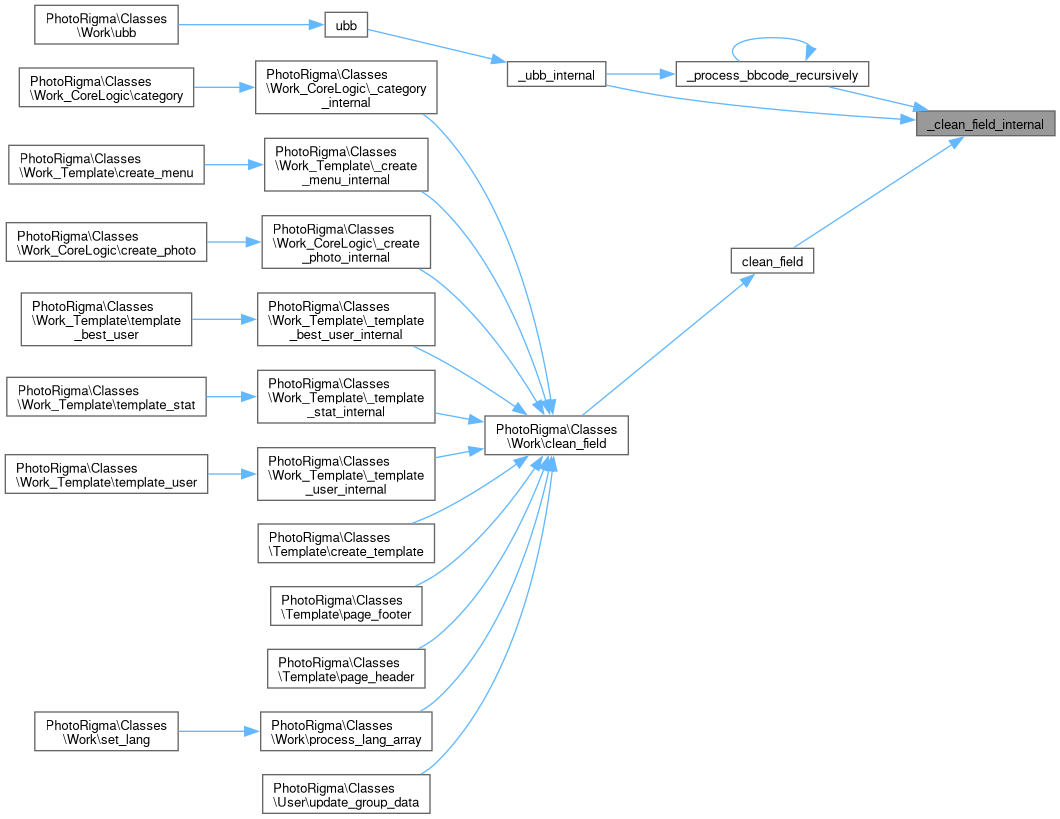 PhotoRigma\Classes
\Work\ubb
ubb
_ubb_internal
_process_bbcode_recursively
_clean_field_internal
PhotoRigma\Classes
\Work_CoreLogic\category
PhotoRigma\Classes
\Work_CoreLogic\_category
_internal
PhotoRigma\Classes
\Work_Template\create_menu
PhotoRigma\Classes
\Work_Template\_create
_menu_internal
PhotoRigma\Classes
\Work_CoreLogic\create_photo
PhotoRigma\Classes
\Work_CoreLogic\_create
_photo_internal
clean_field
PhotoRigma\Classes
\Work_Template\template
_best_user
PhotoRigma\Classes
\Work_Template\_template
_best_user_internal
PhotoRigma\Classes
\Work_Template\template_stat
PhotoRigma\Classes
\Work_Template\_template
_stat_internal
PhotoRigma\Classes
\Work\clean_field
PhotoRigma\Classes
\Work_Template\template_user
PhotoRigma\Classes
\Work_Template\_template
_user_internal
PhotoRigma\Classes
\Template\create_template
PhotoRigma\Classes
\Template\page_footer
PhotoRigma\Classes
\Template\page_header
PhotoRigma\Classes
\Work\set_lang
PhotoRigma\Classes
\Work\process_lang_array
PhotoRigma\Classes
\User\update_group_data